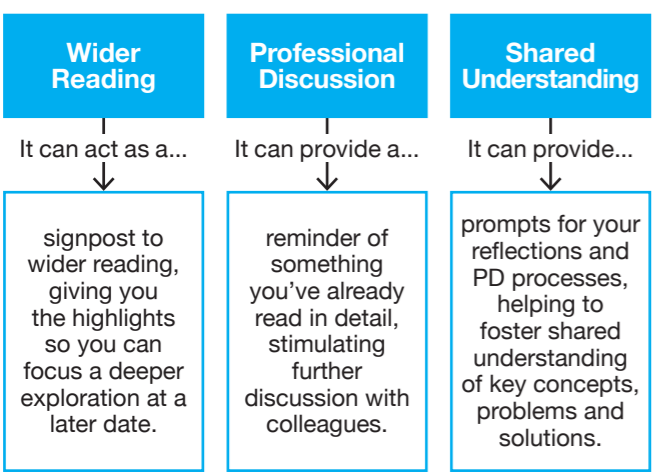 Wider
Reading
It can act as a...
signpost to
wider reading,
giving you
the highlights
so you can
focus a deeper
exploration at a
later date.
Professional
Discussion
It can provide a...
reminder of
something
you’ve already
read in detail,
stimulating
further
discussion with
colleagues.
Shared
Understanding
It can provide...
prompts for your
reflections and
PD processes,
helping to
foster shared
understanding
of key concepts,
problems and
solutions.